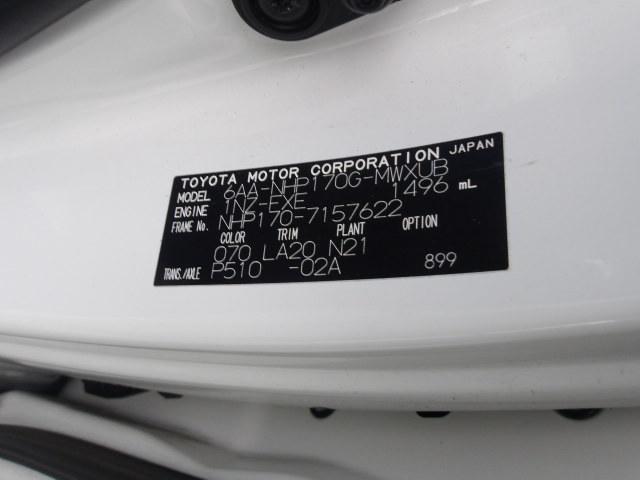 TOYOTA MOTOR CORPORATION JAPAN
MODEL 6AA-NHP170G-MWXUB
ENGINE 1NZ-FXE 1496 mL
FRAME No. NHP170-7157622
COLOR TRIM PLANT OPTION
070 LA20 N21
TRANS./AXLE P510 -02A 899